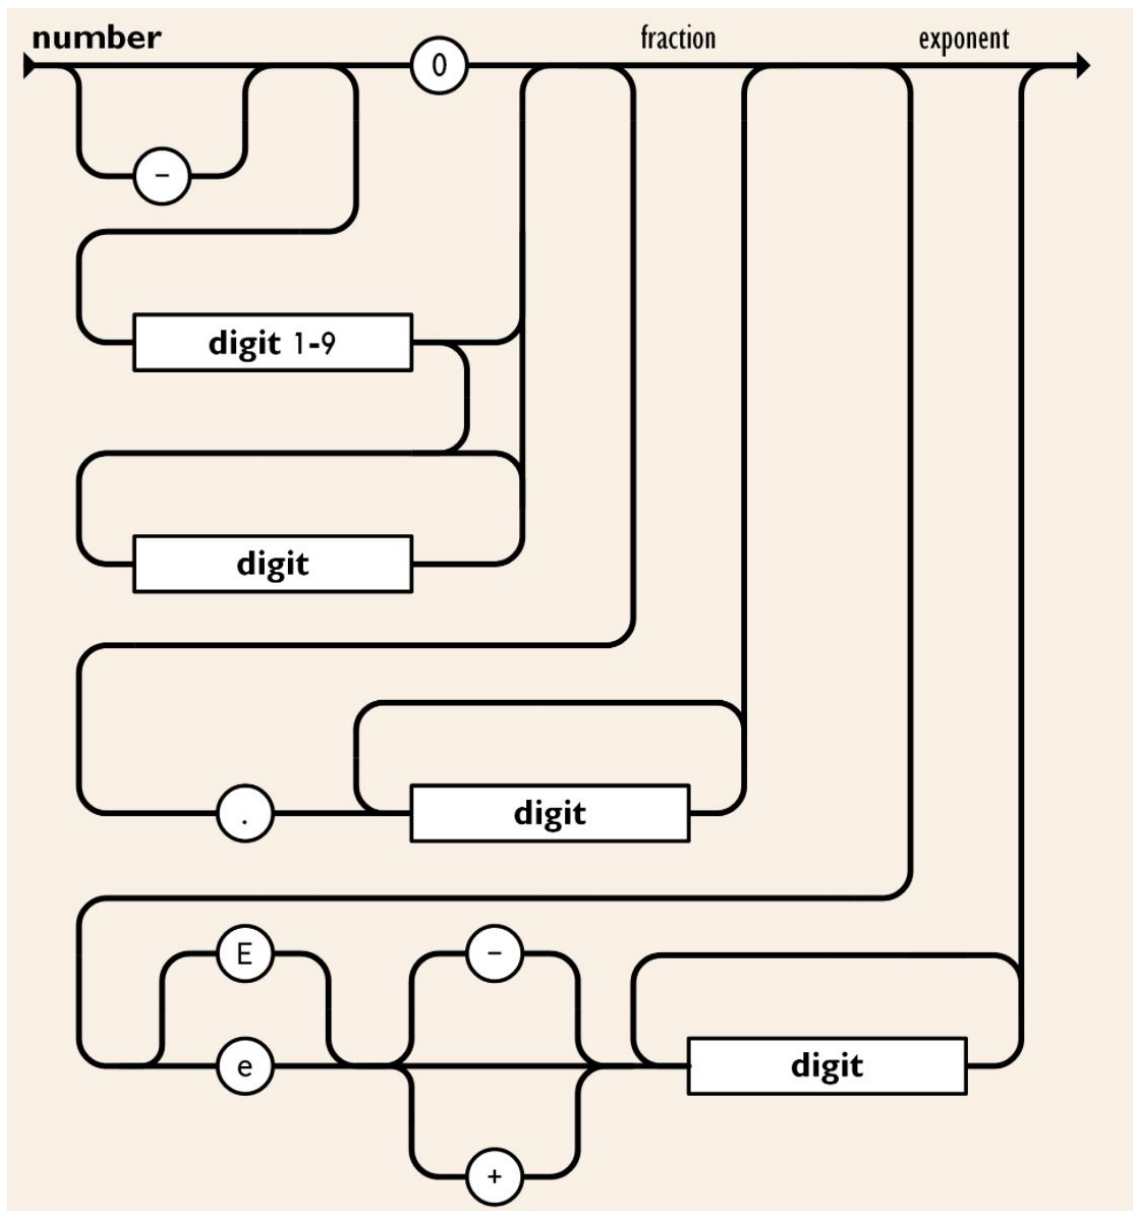 number fraction exponent
0
-
digit 1-9
digit
. digit
E -
e digit
+